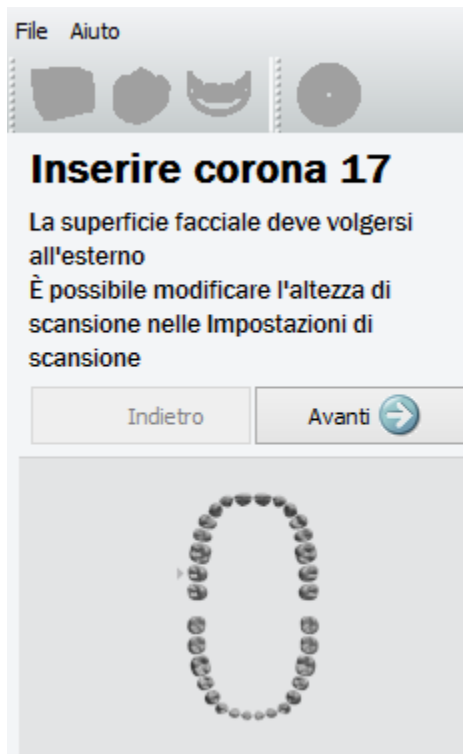 File Aiuto
Inserire corona 17
La superficie facciale deve volgersi
all'esterno
È possibile modificare l'altezza di
scansione nelle Impostazioni di
scansione
Indietro Avanti